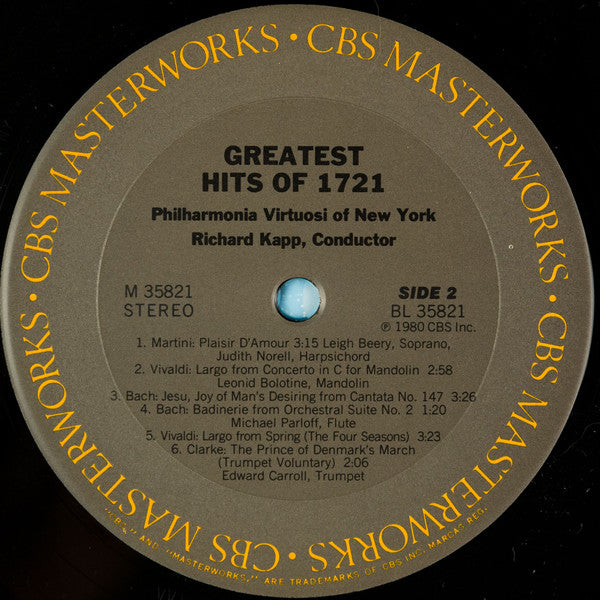 CBS MASTERWORKS • CBS MASTERWORKS • CBS MASTERWORKS • CBS MASTERWORKS •
GREATEST
HITS OF 1721
Philharmonia Virtuosi of New York
Richard Kapp, Conductor
M 35821
STEREO
SIDE 2
BL 35821
℗ 1980 CBS Inc.
1. Martini: Plaisir D'Amour 3:15 Leigh Beery, Soprano,
Judith Norell, Harpsichord
2. Vivaldi: Largo from Concerto in C for Mandolin 2:58
Leonid Bolotine, Mandolin
3. Bach: Jesu, Joy of Man's Desiring from Cantata No. 147 3:26
4. Bach: Badinerie from Orchestral Suite No. 2 1:20
Michael Parloff, Flute
5. Vivaldi: Largo from Spring (The Four Seasons) 3:23
6. Clarke: The Prince of Denmark's March
(Trumpet Voluntary) 2:06
Edward Carroll, Trumpet
"CBS" AND "MASTERWORKS," ARE TRADEMARKS OF CBS INC. MARCAS REG.